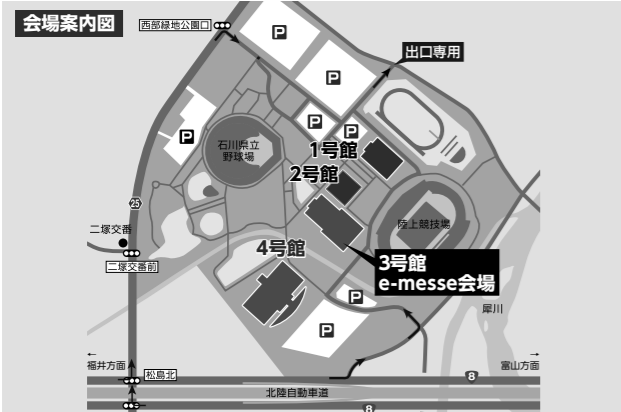 会場案内図
西部緑地公園口
P
P
出口専用
P
P
P
石川県立
野球場
1号館
2号館
25
二塚交番
陸上競技場
4号館
二塚交番前
3号館
e-messe会場
P
P
犀川
←
福井方面
→
富山方面
松島北
8
北陸自動車道
8